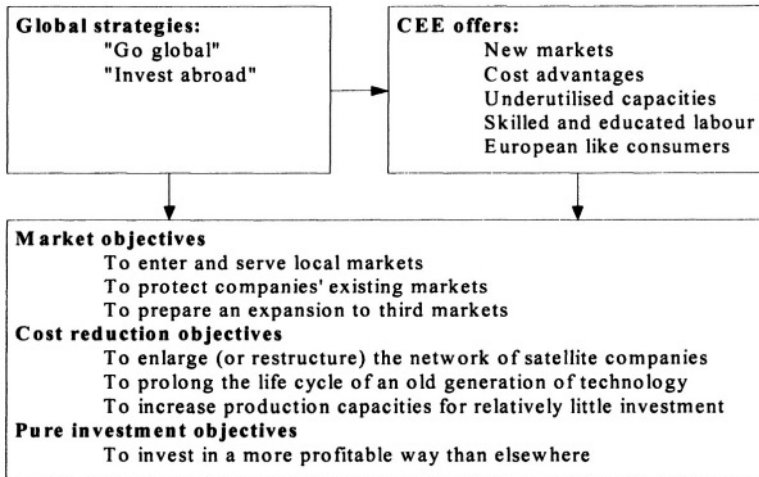 Global strategies:
"Go global"
"Invest abroad"
CEE offers:
New markets
Cost advantages
Underutilised capacities
Skilled and educated labour
European like consumers
Market objectives
To enter and serve local markets
To protect companies' existing markets
To prepare an expansion to third markets
Cost reduction objectives
To enlarge (or restructure) the network of satellite companies
To prolong the life cycle of an old generation of technology
To increase production capacities for relatively little investment
Pure investment objectives
To invest in a more profitable way than elsewhere